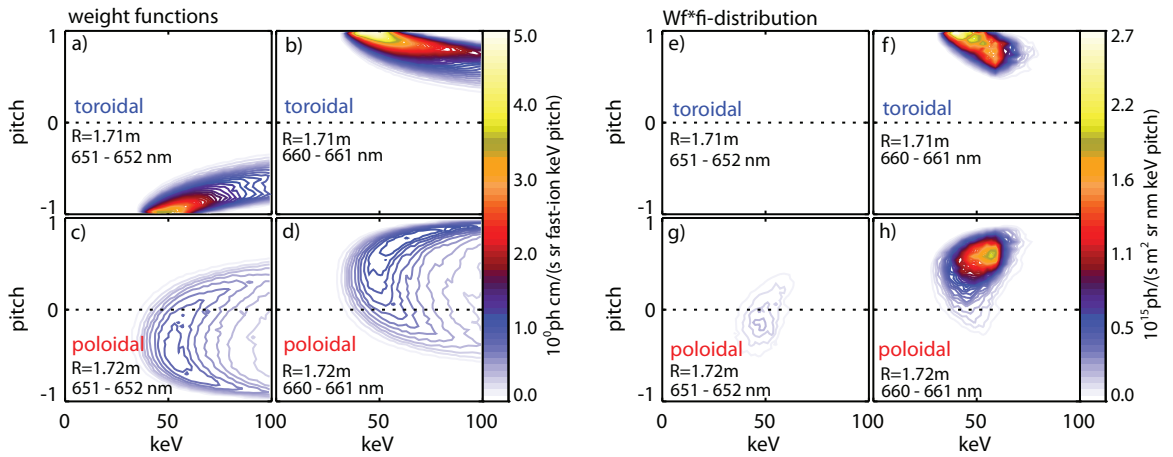 weight functions
Wf*fi-distribution
a)
toroidal
R=1.71m
651 - 652 nm
b)
toroidal
R=1.71m
660 - 661 nm
c)
poloidal
R=1.72m
651 - 652 nm
d)
poloidal
R=1.72m
660 - 661 nm
pitch
1
0
-1
pitch
1
0
-1
0
50
100
keV
50
100
keV
5.0
4.0
3.0
2.0
1.0
0.0
10⁰ph cm/(s sr fast-ion keV pitch)
e)
toroidal
R=1.71m
651 - 652 nm
f)
toroidal
R=1.71m
660 - 661 nm
g)
poloidal
R=1.72m
651 - 652 nm
h)
poloidal
R=1.72m
660 - 661 nm
pitch
1
0
-1
pitch
1
0
-1
0
50
100
keV
50
100
keV
2.7
2.2
1.6
1.1
0.5
0.0
10¹⁵ph/(s m² sr nm keV pitch)